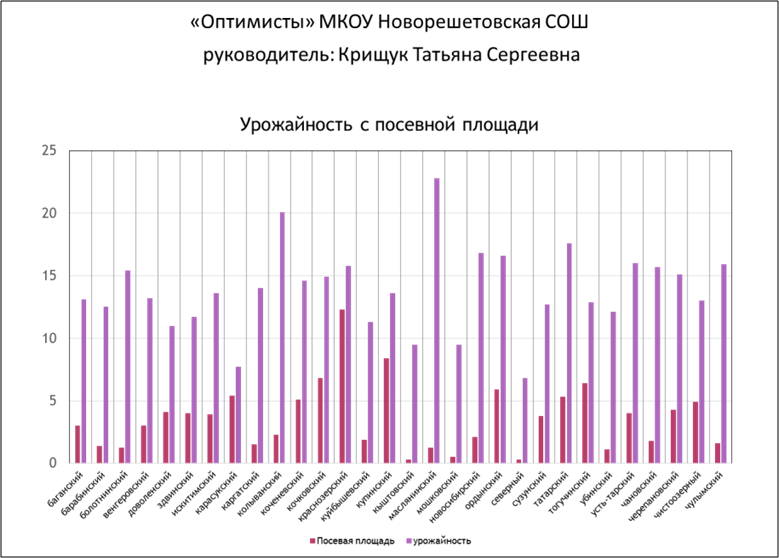 «Оптимисты» МКОУ Новорешетовская СОШ
руководитель: Крищук Татьяна Сергеевна
Урожайность с посевной площади
25
20
15
10
5
0
баганский
барабинский
болотнинский
венгеровский
доволенский
здвинский
искитимский
карасукский
каргатский
колыванский
коченевский
кочковский
краснозерский
куйбышевский
купинский
кыштовский
маслянинский
мошковский
новосибирский
ордынский
северный
сузунский
татарский
тогучинский
убинский
усть-тарский
чановский
черепановский
чистоозерный
чулымский
Посевая площадь
урожайность